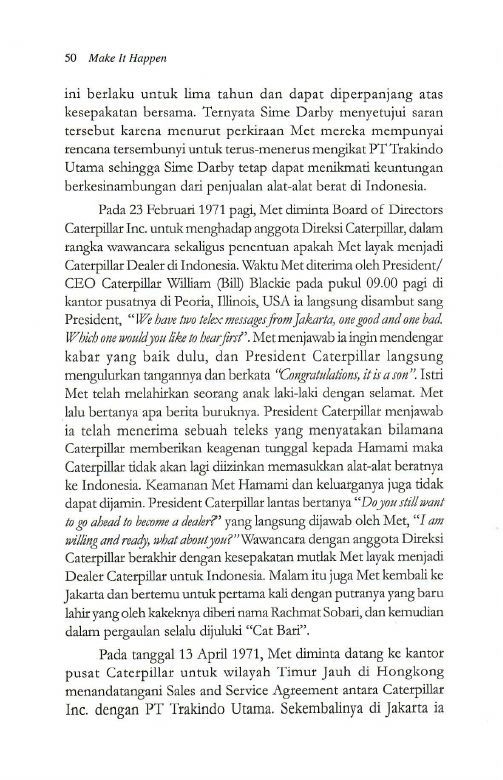 50 Make It Happen
ini berlaku untuk lima tahun dan dapat diperpanjang atas
kesepakatan bersama. Ternyata Sime Darby menyetujui saran
tersebut karena menurut perkiraan Met mereka mempunyai
rencana tersembunyi untuk terus-menerus mengikat PT Trakindo
Utama sehingga Sime Darby tetap dapat menikmati keuntungan
berkesinambungan dari penjualan alat-alat berat di Indonesia.
Pada 23 Februari 1971 pagi, Met diminta Board of Directors
Caterpillar Inc. untuk menghadap anggota Direksi Caterpillar, dalam
rangka wawancara sekaligus penentuan apakah Met layak menjadi
Caterpillar Dealer di Indonesia. Waktu Met diterima oleh President/
CEO Caterpillar William (Bill) Blackie pada pukul 09.00 pagi di
kantor pusatnya di Peoria, Illinois, USA ia langsung disambut sang
President, “We have two telex messages from Jakarta, one good and one bad.
Which one would you like to hear first”. Met menjawab ia ingin mendengar
kabar yang baik dulu, dan President Caterpillar langsung
mengulurkan tangannya dan berkata “Congratulations, it is a son”. Istri
Met telah melahirkan seorang anak laki-laki dengan selamat. Met
lalu bertanya apa berita buruknya. President Caterpillar menjawab
ia telah menerima sebuah teleks yang menyatakan bilamana
Caterpillar memberikan keagenan tunggal kepada Hamami maka
Caterpillar tidak akan lagi diizinkan memasukkan alat-alat beratnya
ke Indonesia. Keamanan Met Hamami dan keluarganya juga tidak
dapat dijamin. President Caterpillar lantas bertanya “Do you still want
to go ahead to become a dealer?” yang langsung dijawab oleh Met, “I am
willing and ready, what about you?” Wawancara dengan anggota Direksi
Caterpillar berakhir dengan kesepakatan mutlak Met layak menjadi
Dealer Caterpillar untuk Indonesia. Malam itu juga Met kembali ke
Jakarta dan bertemu untuk pertama kali dengan putranya yang baru
lahir yang oleh kakeknya diberi nama Rachmat Sobari, dan kemudian
dalam pergaulan selalu dijuluki “Cat Bari”.
Pada tanggal 13 April 1971, Met diminta datang ke kantor
pusat Caterpillar untuk wilayah Timur Jauh di Hongkong
menandatangani Sales and Service Agreement antara Caterpillar
Inc. dengan PT Trakindo Utama. Sekembalinya di Jakarta ia